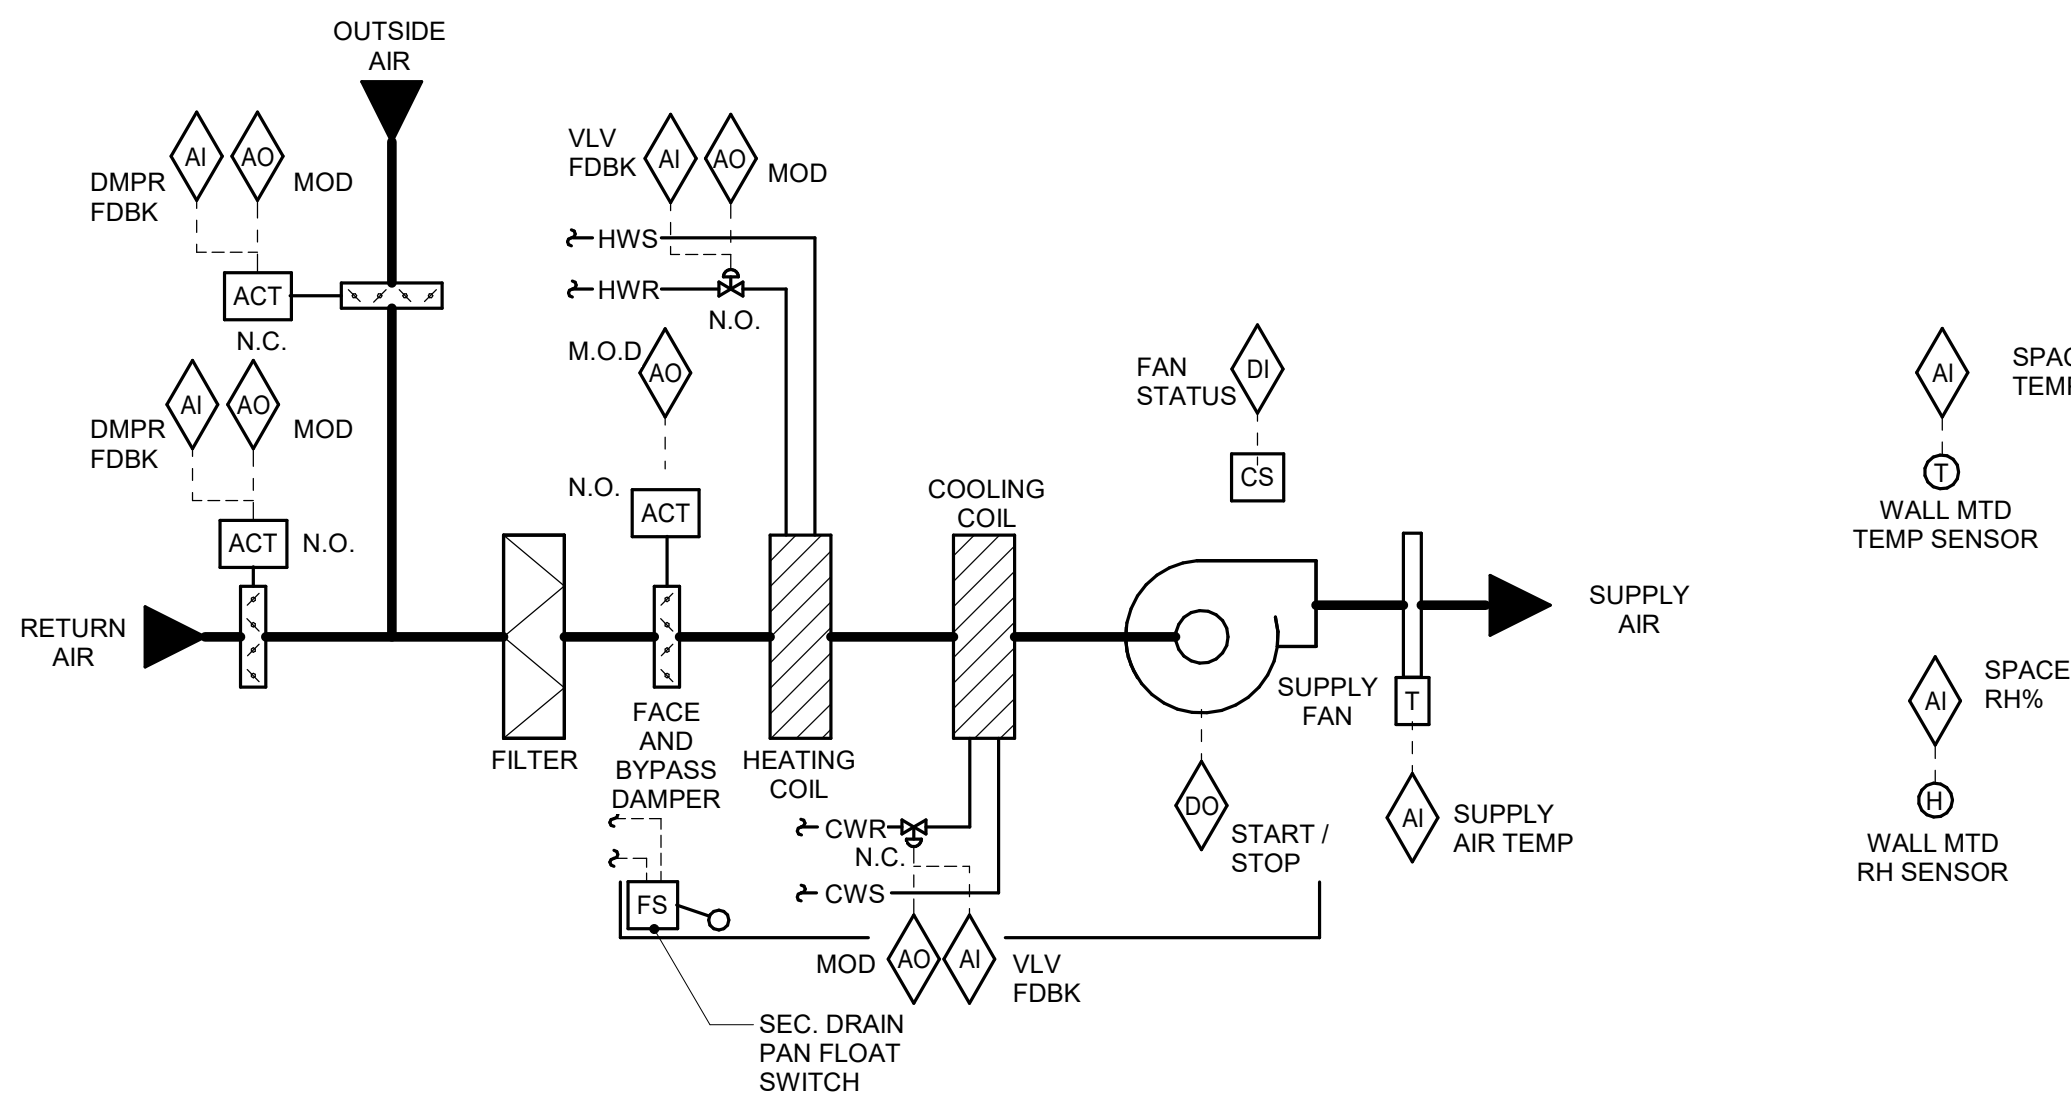 OUTSIDE
AIR
AI
AO
DMPR
FDBK
MOD
ACT
N.C.
VLV
FDBK
AI
AO
MOD
HWS
HWR
N.O.
DMPR
FDBK
AI
AO
MOD
ACT
N.O.
M.O.D
AO
N.O.
ACT
FAN
STATUS
DI
CS
AI
SPAC
TEMP
T
WALL MTD
TEMP SENSOR
COOLING
COIL
RETURN
AIR
SUPPLY
AIR
FILTER
FACE
AND
BYPASS
DAMPER
HEATING
COIL
SUPPLY
FAN
T
AI
SPACE
RH%
H
WALL MTD
RH SENSOR
CWR
N.C.
CWS
DO
START /
STOP
AI
SUPPLY
AIR TEMP
FS
MOD
AO
AI
VLV
FDBK
SEC. DRAIN
PAN FLOAT
SWITCH